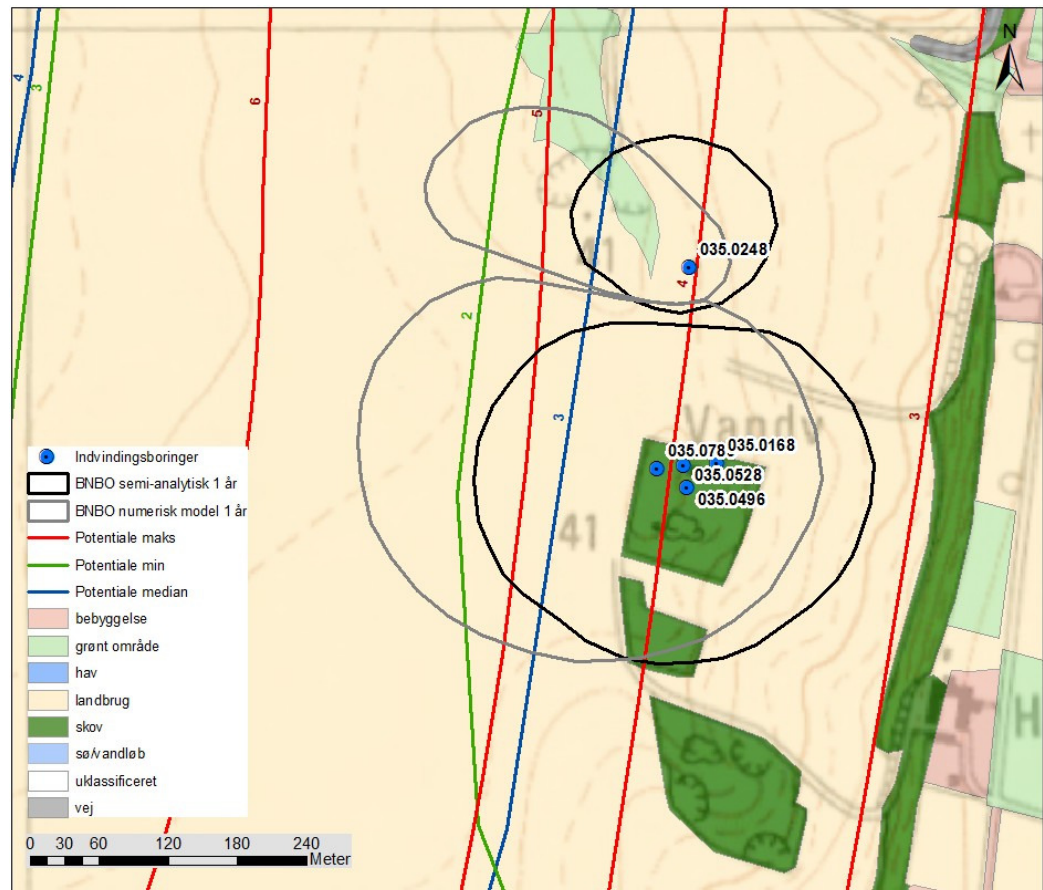 N
4
3
6
5
4
2
3
3
41
035.0248
Vandv
035.0168
035.078
035.0528
035.0496
41
H
Indvindingsboringer
BNBO semi-analytisk 1 år
BNBO numerisk model 1 år
Potentiale maks
Potentiale min
Potentiale median
bebyggelse
grønt område
hav
landbrug
skov
sø/vandløb
uklassificeret
vej
0 30 60 120 180 240
Meter